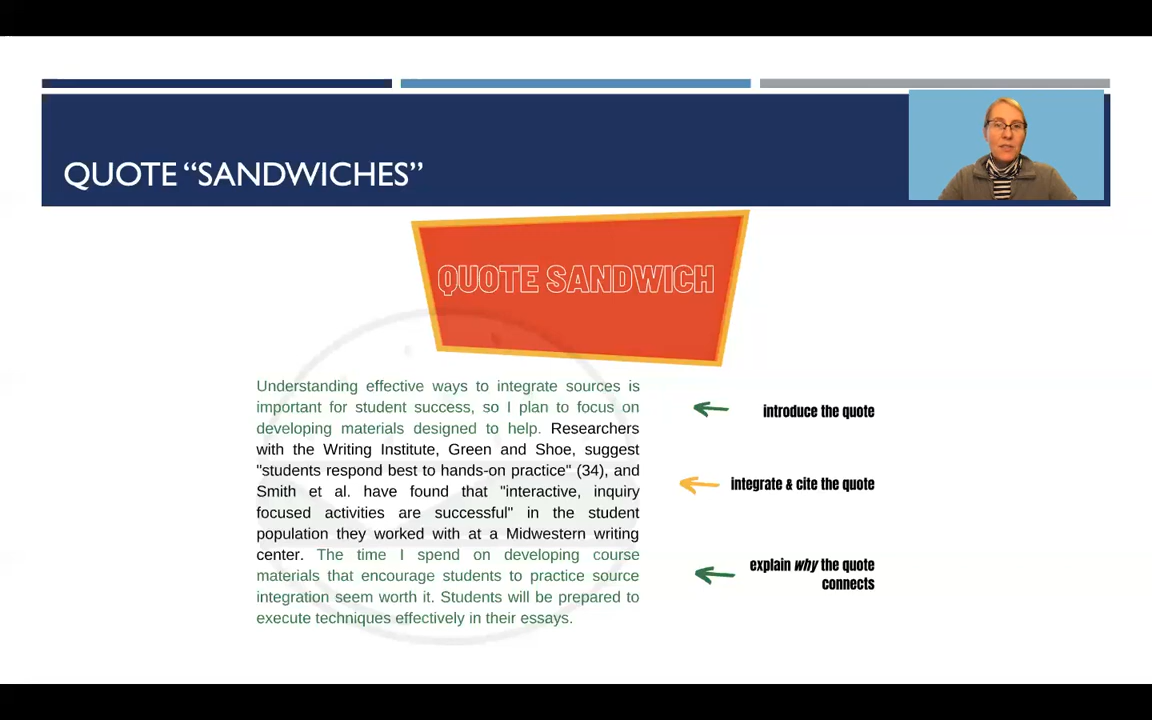 QUOTE “SANDWICHES”
QUOTE SANDWICH
Understanding effective ways to integrate sources is
important for student success, so I plan to focus on
developing materials designed to help. Researchers
with the Writing Institute, Green and Shoe, suggest
"students respond best to hands-on practice" (34), and
Smith et al. have found that "interactive, inquiry
focused activities are successful" in the student
population they worked with at a Midwestern writing
center. The time I spend on developing course
materials that encourage students to practice source
integration seem worth it. Students will be prepared to
execute techniques effectively in their essays.
introduce the quote
integrate & cite the quote
explain why the quote
connects